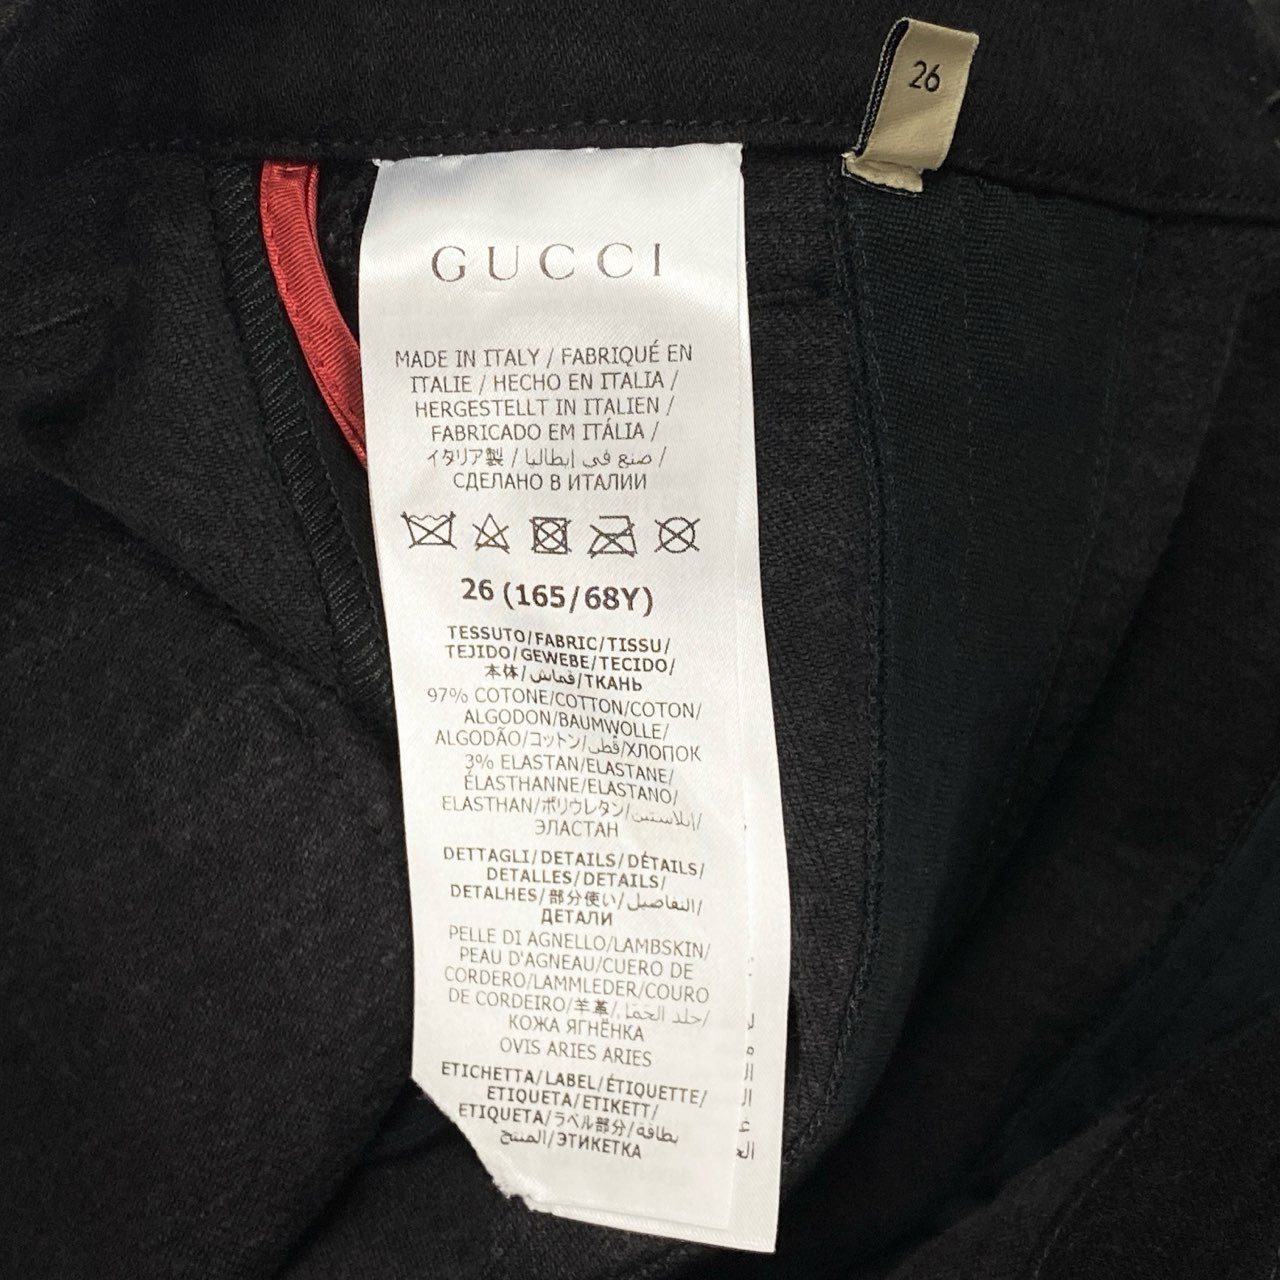 26
GUCCI
MADE IN ITALY / FABRIQUÉ EN
ITALIE / HECHO EN ITALIA /
HERGESTELLT IN ITALIEN /
FABRICADO EM ITÁLIA /
イタリア製 / صنع في إيطاليا /
СДЕЛАНО В ИТАЛИИ
26 (165/68Y)
TESSUTO/FABRIC/TISSU/
TEJIDO/GEWEBE/TECIDO/
本体/قماش/ТКАНЬ
97% COTONE/COTTON/COTON/
ALGODON/BAUMWOLLE/
ALGODÃO/コットン/قطن/ХЛОПОК
3% ELASTAN/ELASTANE/
ÉLASTHANNE/ELASTANO/
ELASTHAN/ポリウレタン/إيلاستين/
ЭЛАСТАН
DETTAGLI/DETAILS/DÉTAILS/
DETALLES/DETAILS/
DETALHES/部分使い/التفاصيل/
ДЕТАЛИ
PELLE DI AGNELLO/LAMBSKIN/
PEAU D'AGNEAU/CUERO DE
CORDERO/LAMMLEDER/COURO
DE CORDEIRO/羊革/جلد الحمَل/
КОЖА ЯГНЁНКА
OVIS ARIES ARIES
ETICHETTA/LABEL/ÉTIQUETTE/
ETIQUETA/ETIKETT/
ETIQUETA/ラベル部分/بطاقة
المنتج/ЭТИКЕТКА